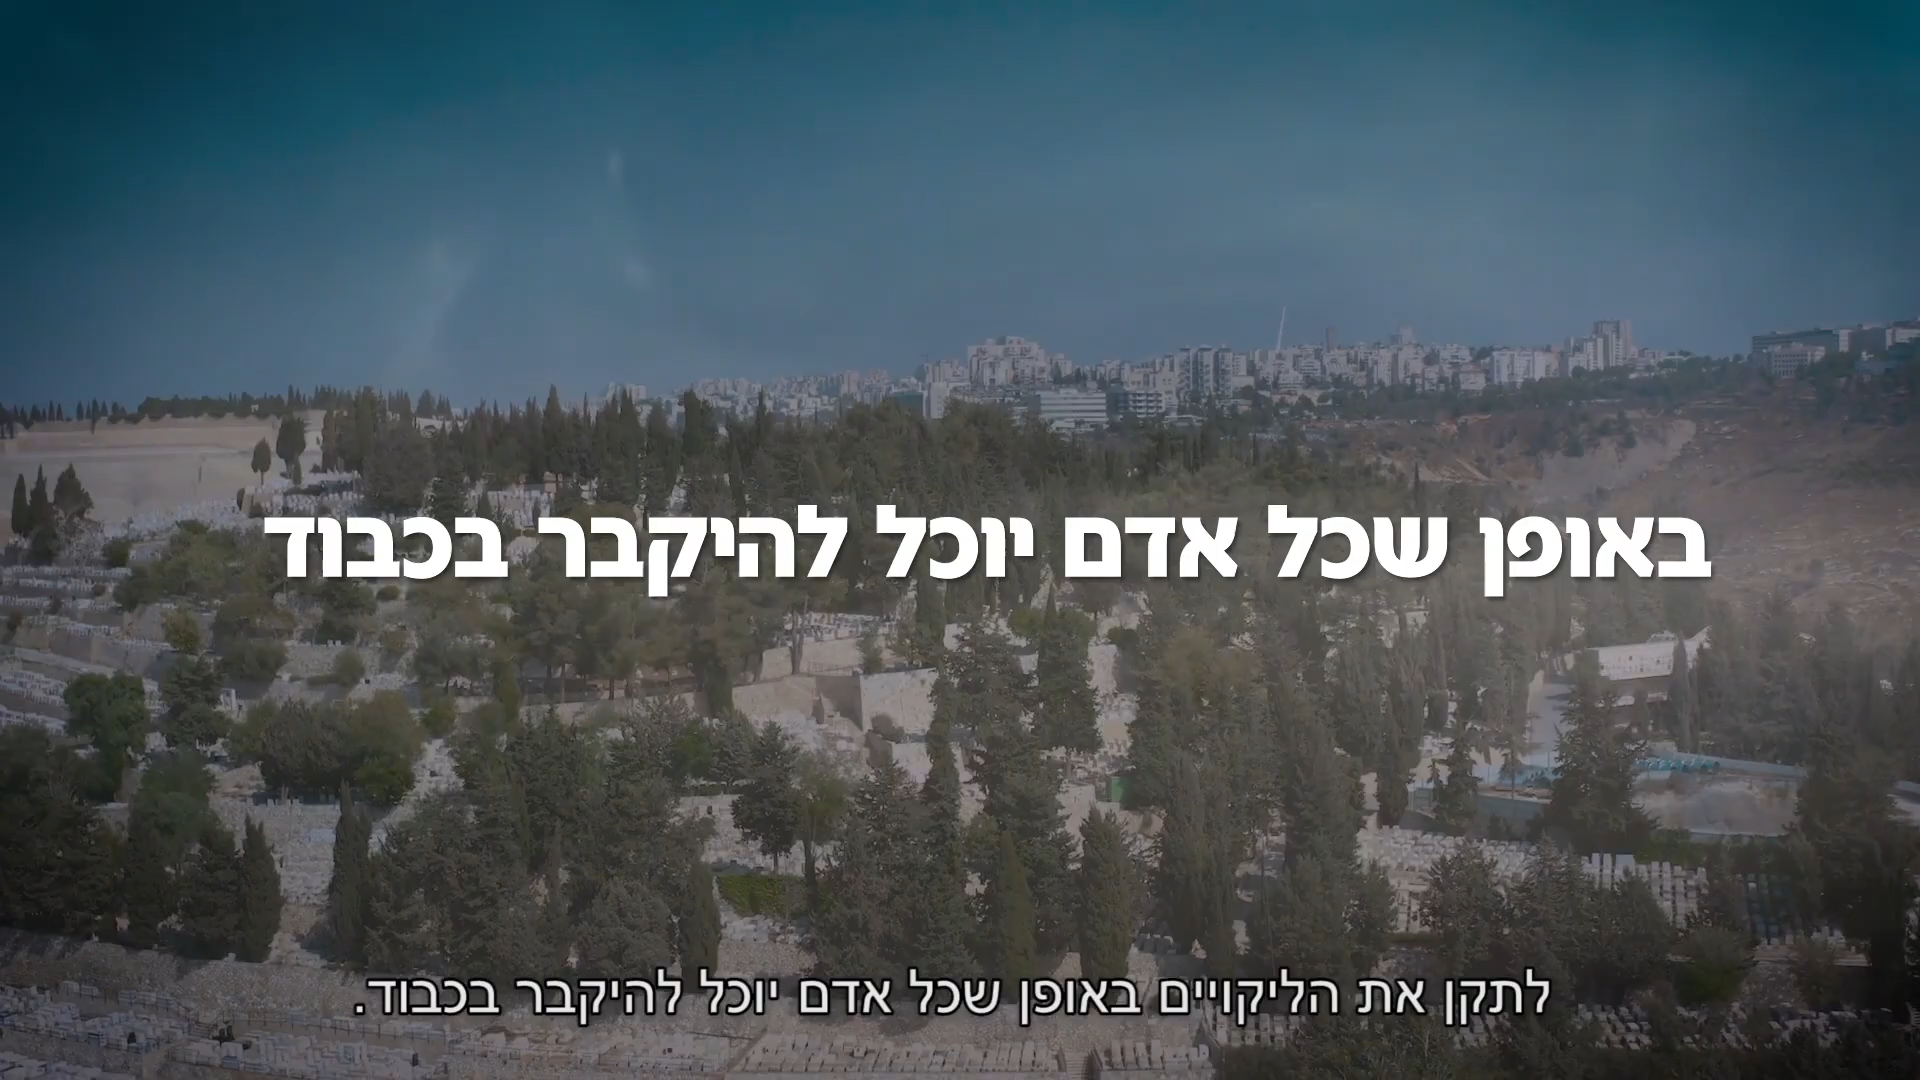 באופן שכל אדם יוכל להיקבר בכבוד
לתקן את הליקויים באופן שכל אדם יוכל להיקבר בכבוד.